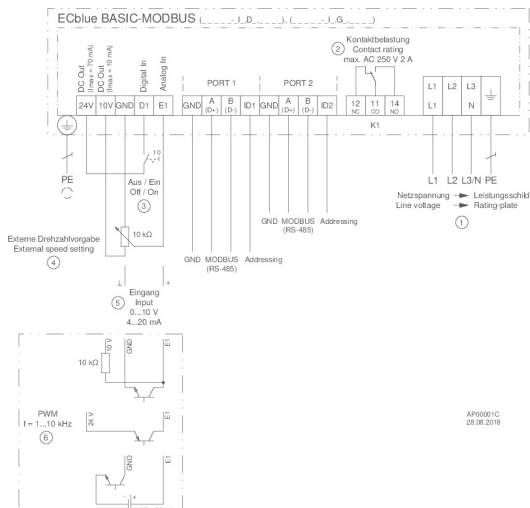 ECblue BASIC-MODBUS (_ _ _ _ _ _-_I_D_._ _ _), (_ _ _ _ _ _-_I_G_._ _ _)
DC Out
(Imax = 70 mA)
DC Out
(Imax = 10 mA)
Digital In
Analog In
PORT 1
PORT 2
2
Kontaktbelastung
Contact rating
max. AC 250 V 2 A
24V
10V
GND
D1
E1
GND
A
(D+)
B
(D-)
ID1
GND
A
(D+)
B
(D-)
ID2
12
NC
11
CO
14
NO
K1
L1
L2
L3
L1
N
PE
1 0
Aus / Ein
Off / On
3
L1
L2
L3/N
PE
Netzspannung
Leistungsschild
Line voltage
Rating-plate
1
GND
MODBUS
(RS-485)
Addressing
Externe Drehzahlvorgabe
External speed setting
4
10 kΩ
GND
MODBUS
(RS-485)
Addressing
⊥
+
5
Eingang
Input
0...10 V
4...20 mA
10 V
GND
E1
10 kΩ
PWM
f = 1...10 kHz
6
24 V
E1
GND
E1
- +
AP00001C
28.08.2018